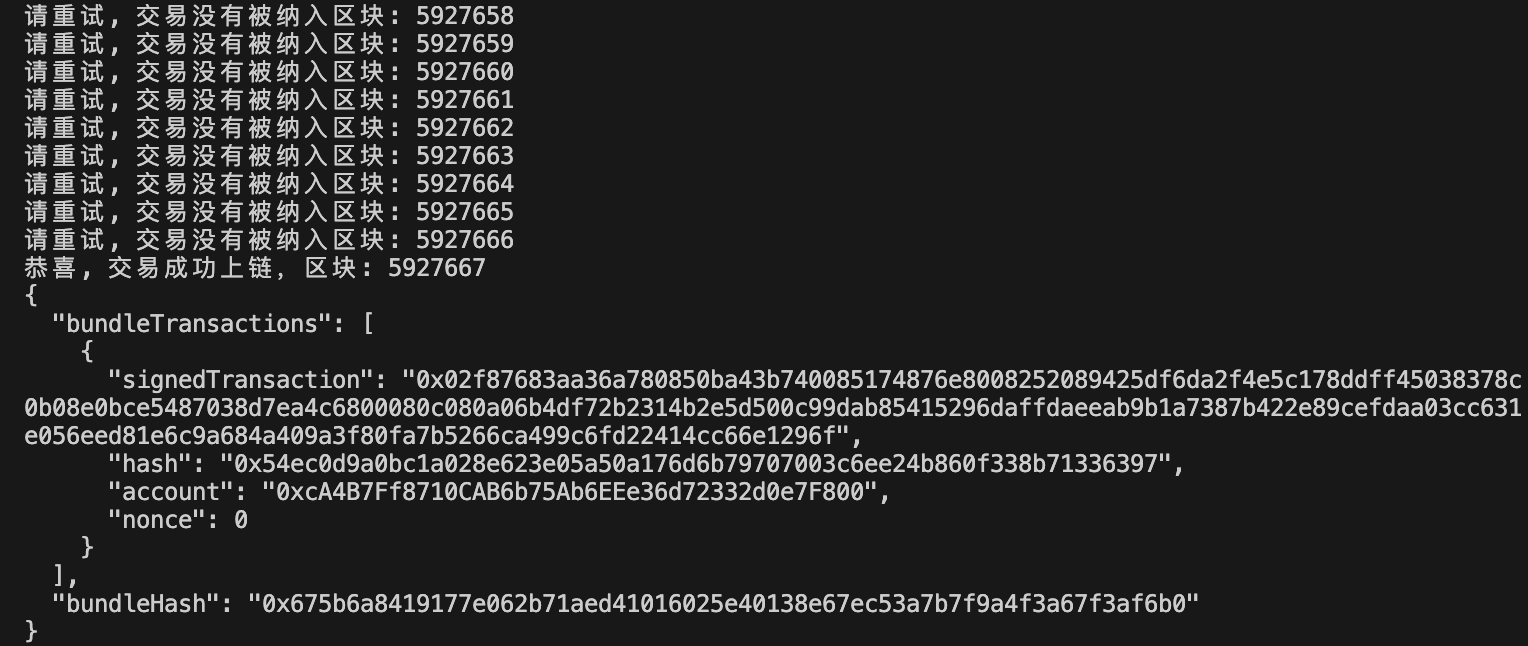 请重试, 交易没有被纳入区块: 5927658
请重试, 交易没有被纳入区块: 5927659
请重试, 交易没有被纳入区块: 5927660
请重试, 交易没有被纳入区块: 5927661
请重试, 交易没有被纳入区块: 5927662
请重试, 交易没有被纳入区块: 5927663
请重试, 交易没有被纳入区块: 5927664
请重试, 交易没有被纳入区块: 5927665
请重试, 交易没有被纳入区块: 5927666
恭喜, 交易成功上链, 区块: 5927667
{
  "bundleTransactions": [
    {
      "signedTransaction": "0x02f87683aa36a780850ba43b740085174876e8008252089425df6da2f4e5c178ddff45038378c
0b08e0bce5487038d7ea4c6800080c080a06b4df72b2314b2e5d500c99dab85415296daffdaeeab9b1a7387b422e89cefdaa03cc631
e056eed81e6c9a684a409a3f80fa7b5266ca499c6fd22414cc66e1296f",
      "hash": "0x54ec0d9a0bc1a028e623e05a50a176d6b79707003c6ee24b860f338b71336397",
      "account": "0xcA4B7Ff8710CAB6b75Ab6EEe36d72332d0e7F800",
      "nonce": 0
    }
  ],
  "bundleHash": "0x675b6a8419177e062b71aed41016025e40138e67ec53a7b7f9a4f3a67f3af6b0"
}